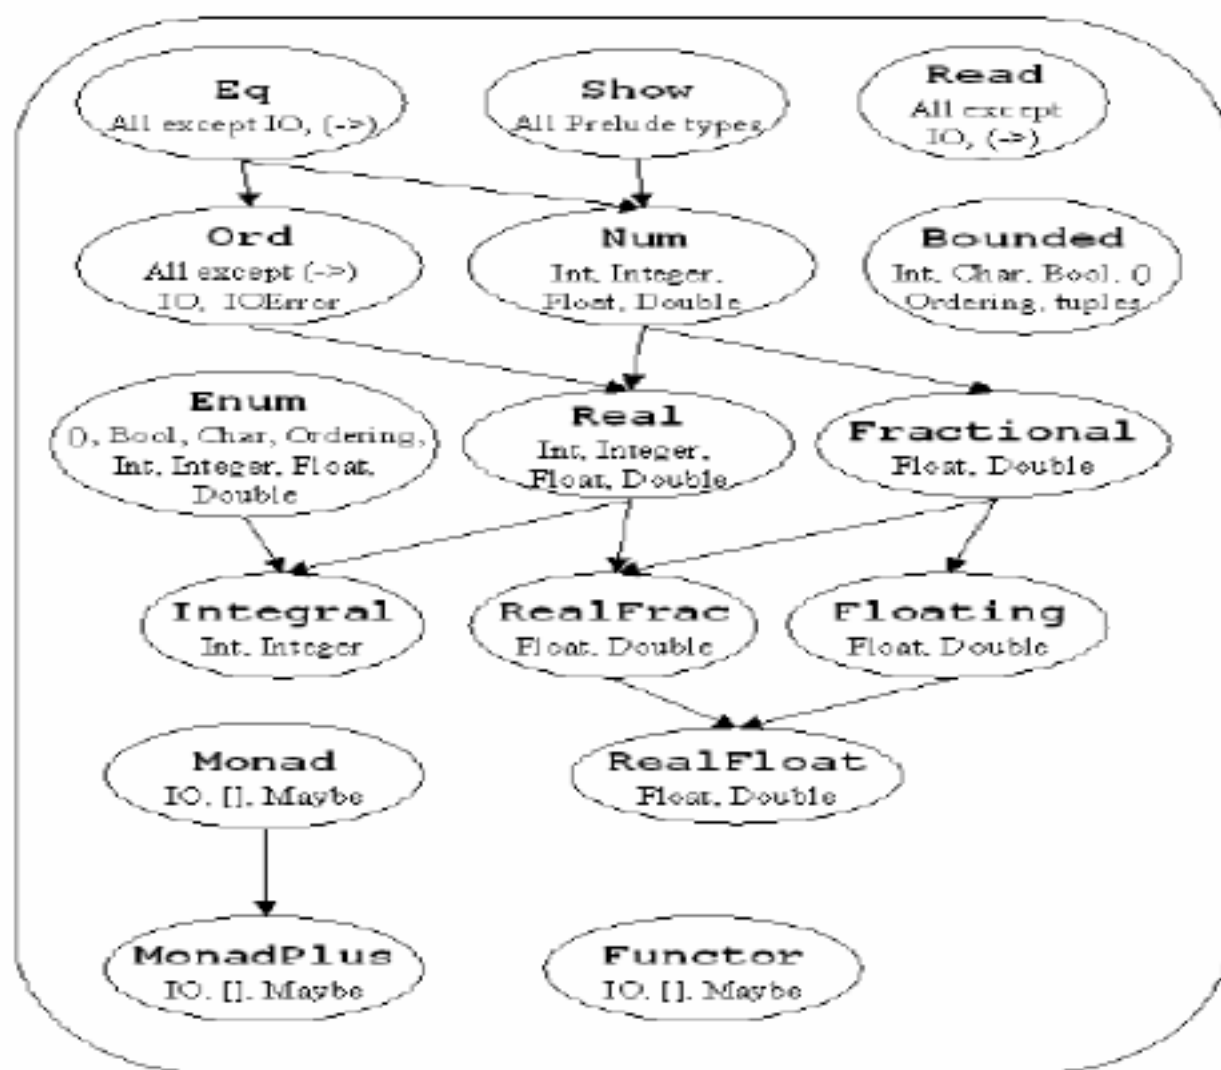 Eq
All except IO, (->)
Show
All Prelude types
Read
All except
IO, (->)
Ord
All except (->)
IO, IOError
Num
Int, Integer,
Float, Double
Bounded
Int, Char, Bool, ()
Ordering, tuples
Enum
(), Bool, Char, Ordering,
Int, Integer, Float,
Double
Real
Int, Integer,
Float, Double
Fractional
Float, Double
Integral
Int, Integer
RealFrac
Float, Double
Floating
Float, Double
Monad
IO, [], Maybe
RealFloat
Float, Double
MonadPlus
IO, [], Maybe
Functor
IO, [], Maybe